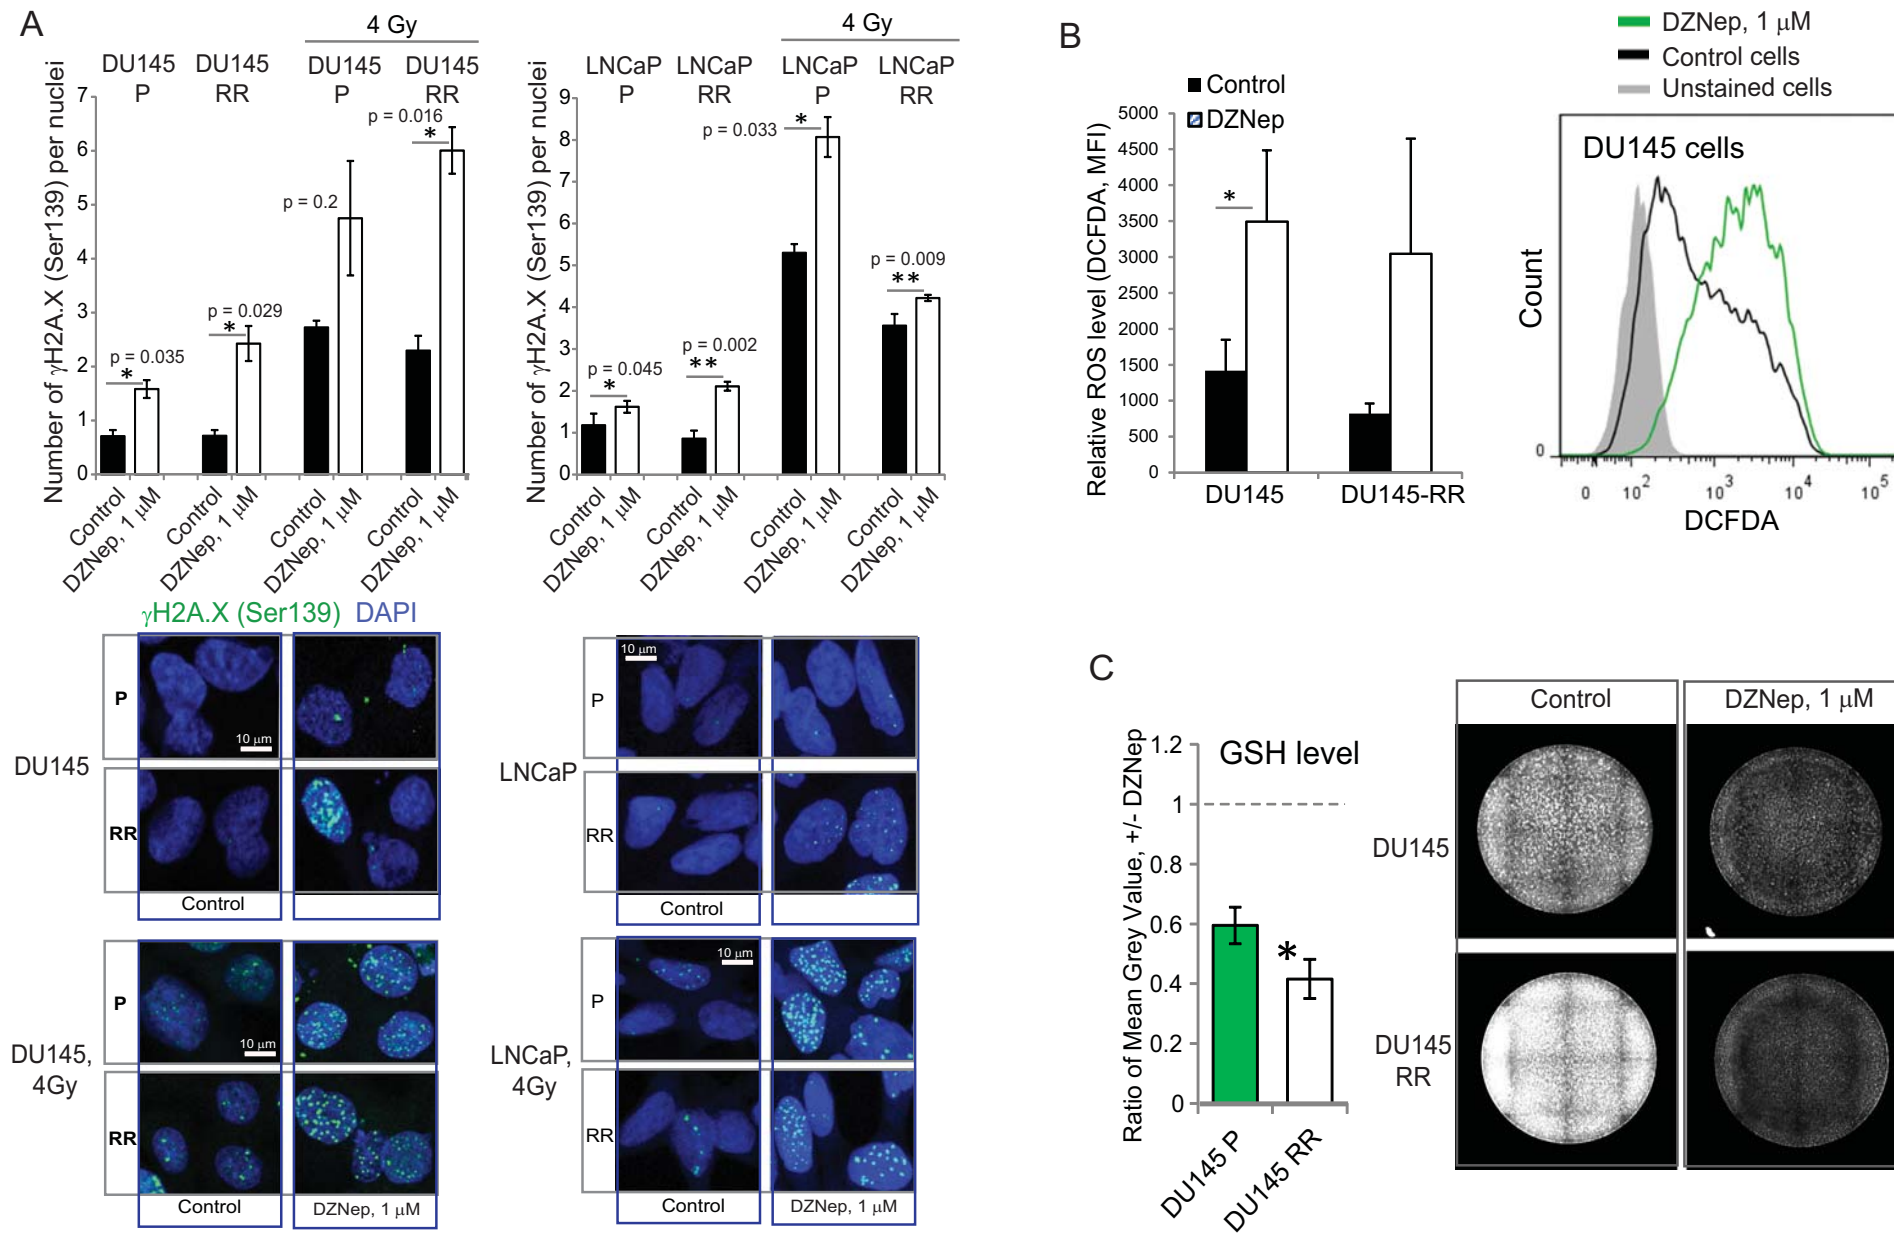 A
4 Gy
DU145 P
DU145 RR
DU145 P
DU145 RR
Number of γH2A.X (Ser139) per nuclei
7
6
5
4
3
2
1
0
p = 0.035
*
p = 0.029
*
p = 0.2
p = 0.016
*
Control
DZNep, 1 μM
Control
DZNep, 1 μM
Control
DZNep, 1 μM
Control
DZNep, 1 μM
4 Gy
LNCaP P
LNCaP RR
LNCaP P
LNCaP RR
Number of γH2A.X (Ser139) per nuclei
9
8
7
6
5
4
3
2
1
0
p = 0.045
*
p = 0.002
**
p = 0.033
*
p = 0.009
**
Control
DZNep, 1 μM
Control
DZNep, 1 μM
Control
DZNep, 1 μM
Control
DZNep, 1 μM
γH2A.X (Ser139) DAPI
DU145
P
10 μm
RR
Control
LNCaP
P
10 μm
RR
Control
DU145,
4Gy
P
10 μm
RR
Control
DZNep, 1 μM
LNCaP,
4Gy
P
10 μm
RR
Control
DZNep, 1 μM
B
Control
DZNep
Relative ROS level (DCFDA, MFI)
5000
4500
4000
3500
3000
2500
2000
1500
1000
500
0
*
DU145
DU145-RR
DZNep, 1 μM
Control cells
Unstained cells
DU145 cells
Count
0
0 10² 10³ 10⁴ 10⁵
DCFDA
C
GSH level
Ratio of Mean Grey Value, +/- DZNep
1.2
1
0.8
0.6
0.4
0.2
0
*
DU145 P
DU145 RR
Control
DZNep, 1 μM
DU145
DU145
RR